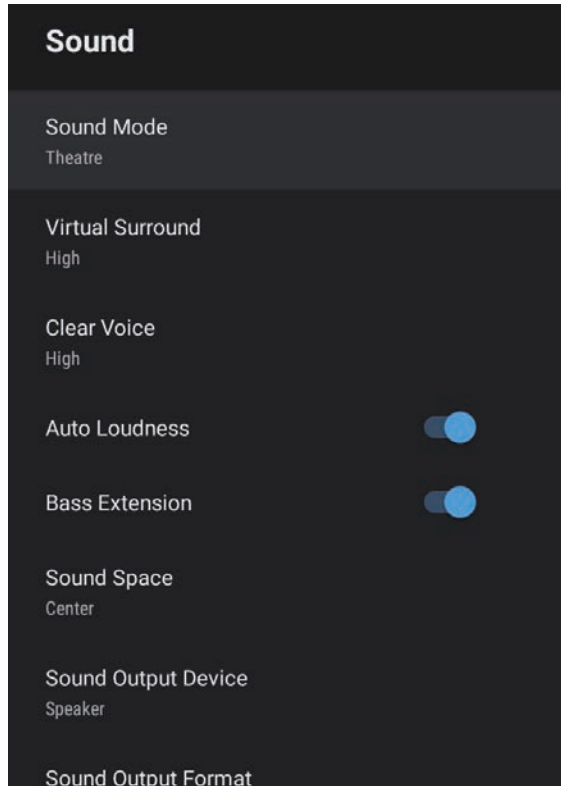 Sound
Sound Mode
Theatre
Virtual Surround
High
Clear Voice
High
Auto Loudness
Bass Extension
Sound Space
Center
Sound Output Device
Speaker
Sound Output Format